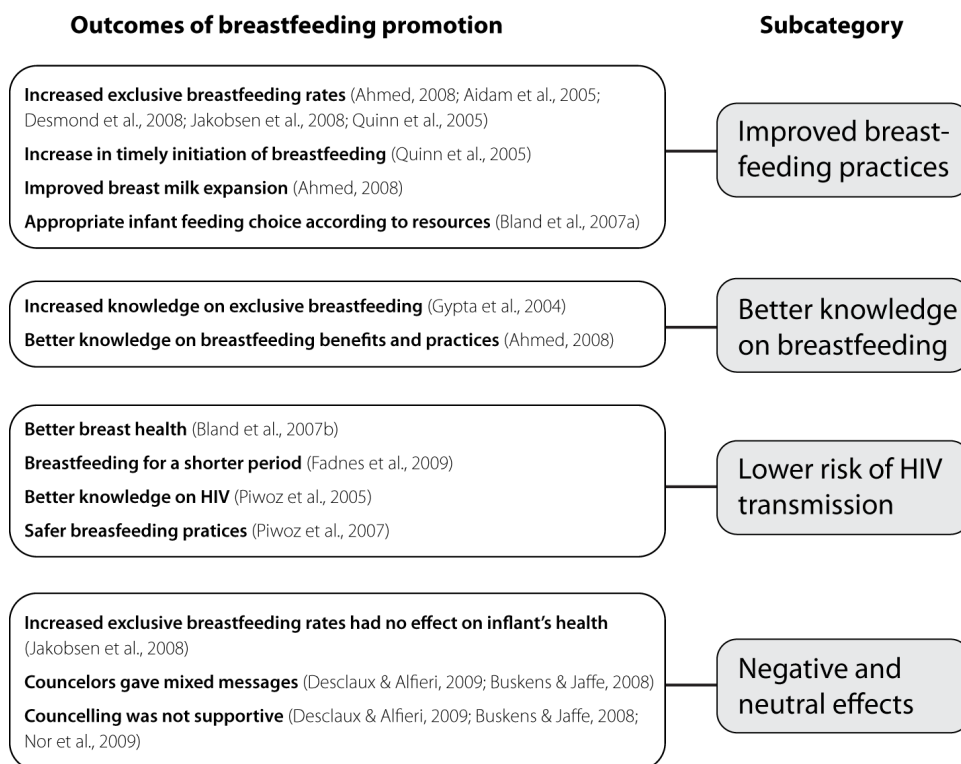 Outcomes of breastfeeding promotion
Subcategory
Increased exclusive breastfeeding rates (Ahmed, 2008; Aidam et al., 2005;
Desmond et al., 2008; Jakobsen et al., 2008; Quinn et al., 2005)
Increase in timely initiation of breastfeeding (Quinn et al., 2005)
Improved breast milk expansion (Ahmed, 2008)
Appropriate infant feeding choice according to resources (Bland et al., 2007a)
Improved breast-
feeding practices
Increased knowledge on exclusive breastfeeding (Gypta et al., 2004)
Better knowledge on breastfeeding benefits and practices (Ahmed, 2008)
Better knowledge
on breastfeeding
Better breast health (Bland et al., 2007b)
Breastfeeding for a shorter period (Fadnes et al., 2009)
Better knowledge on HIV (Piwoz et al., 2005)
Safer breasfeeding pratices (Piwoz et al., 2007)
Lower risk of HIV
transmission
Increased exclusive breastfeeding rates had no effect on inflant's health
(Jakobsen et al., 2008)
Councelors gave mixed messages (Desclaux & Alfieri, 2009; Buskens & Jaffe, 2008)
Councelling was not supportive (Desclaux & Alfieri, 2009; Buskens & Jaffe, 2008;
Nor et al., 2009)
Negative and
neutral effects